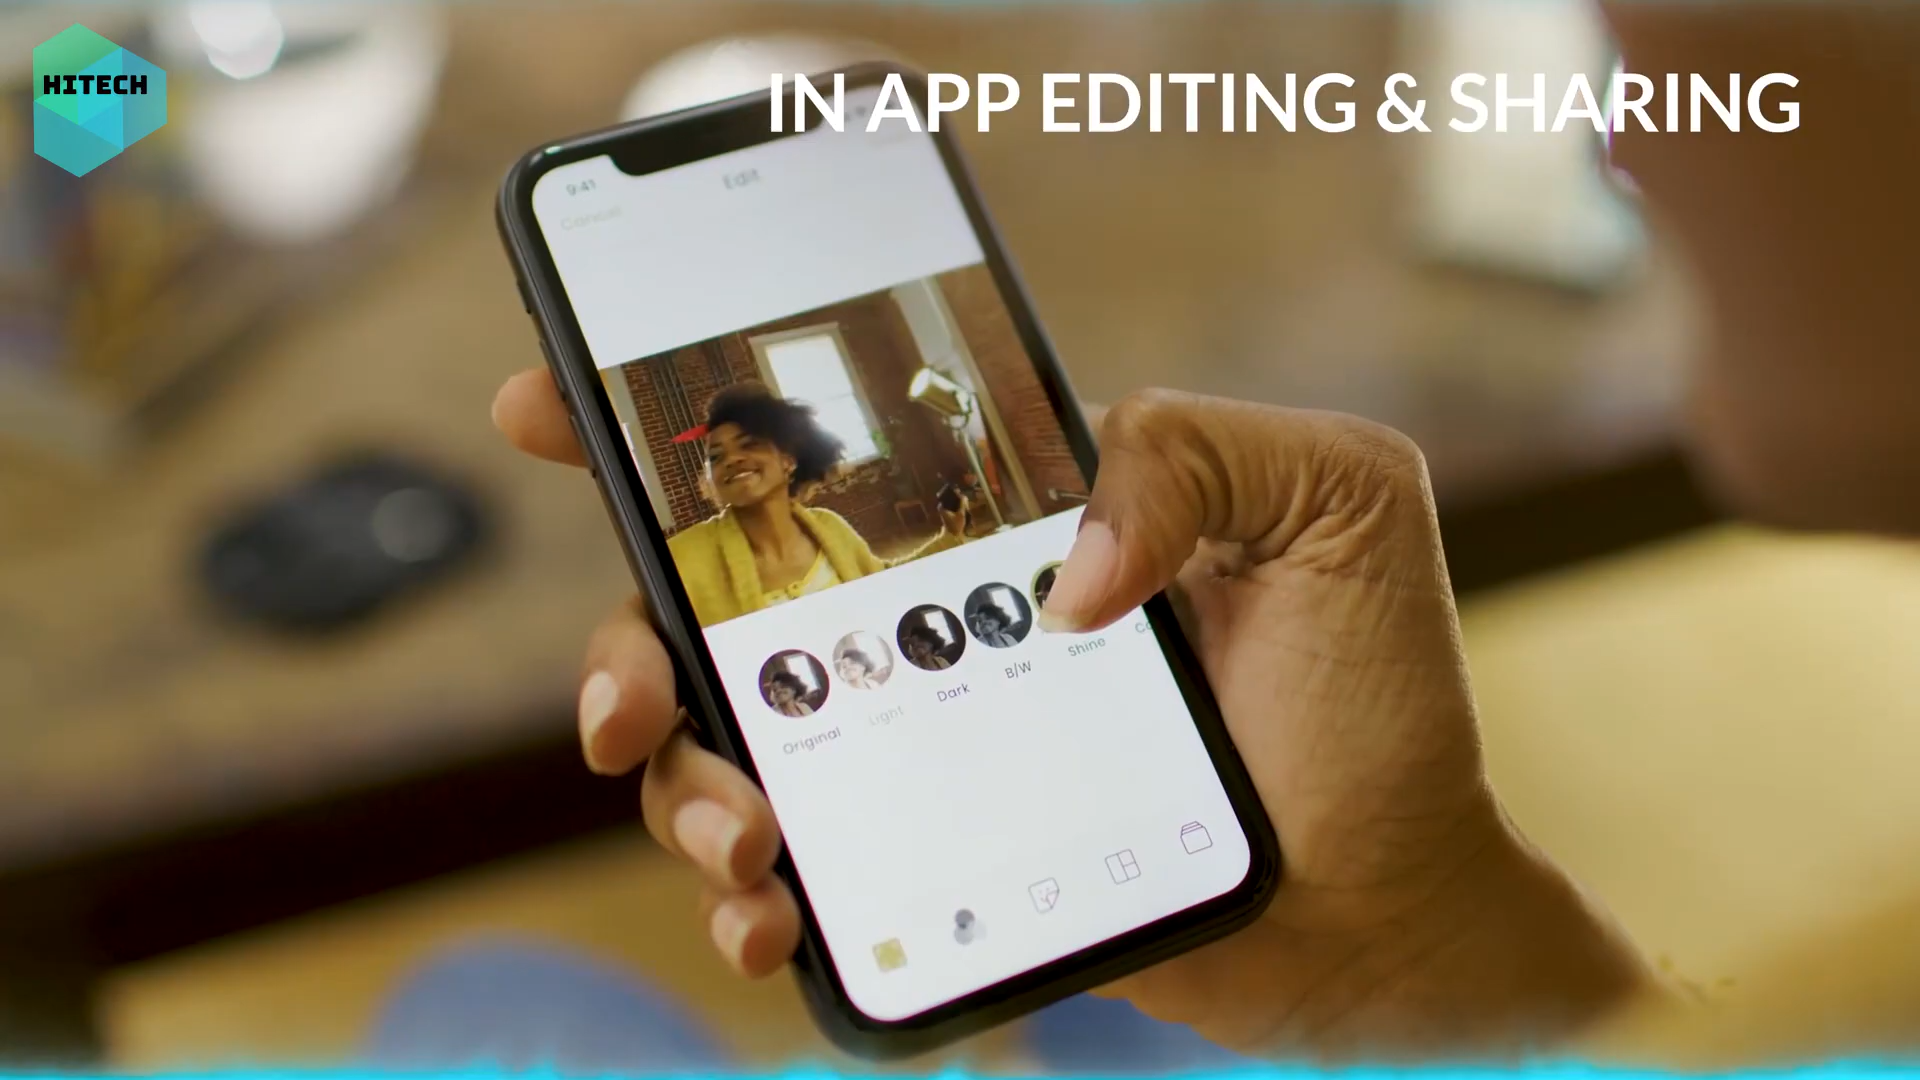 HITECH
IN APP EDITING & SHARING
9:41
Edit
Cancel
Original
Light
Dark
B/W
Shine